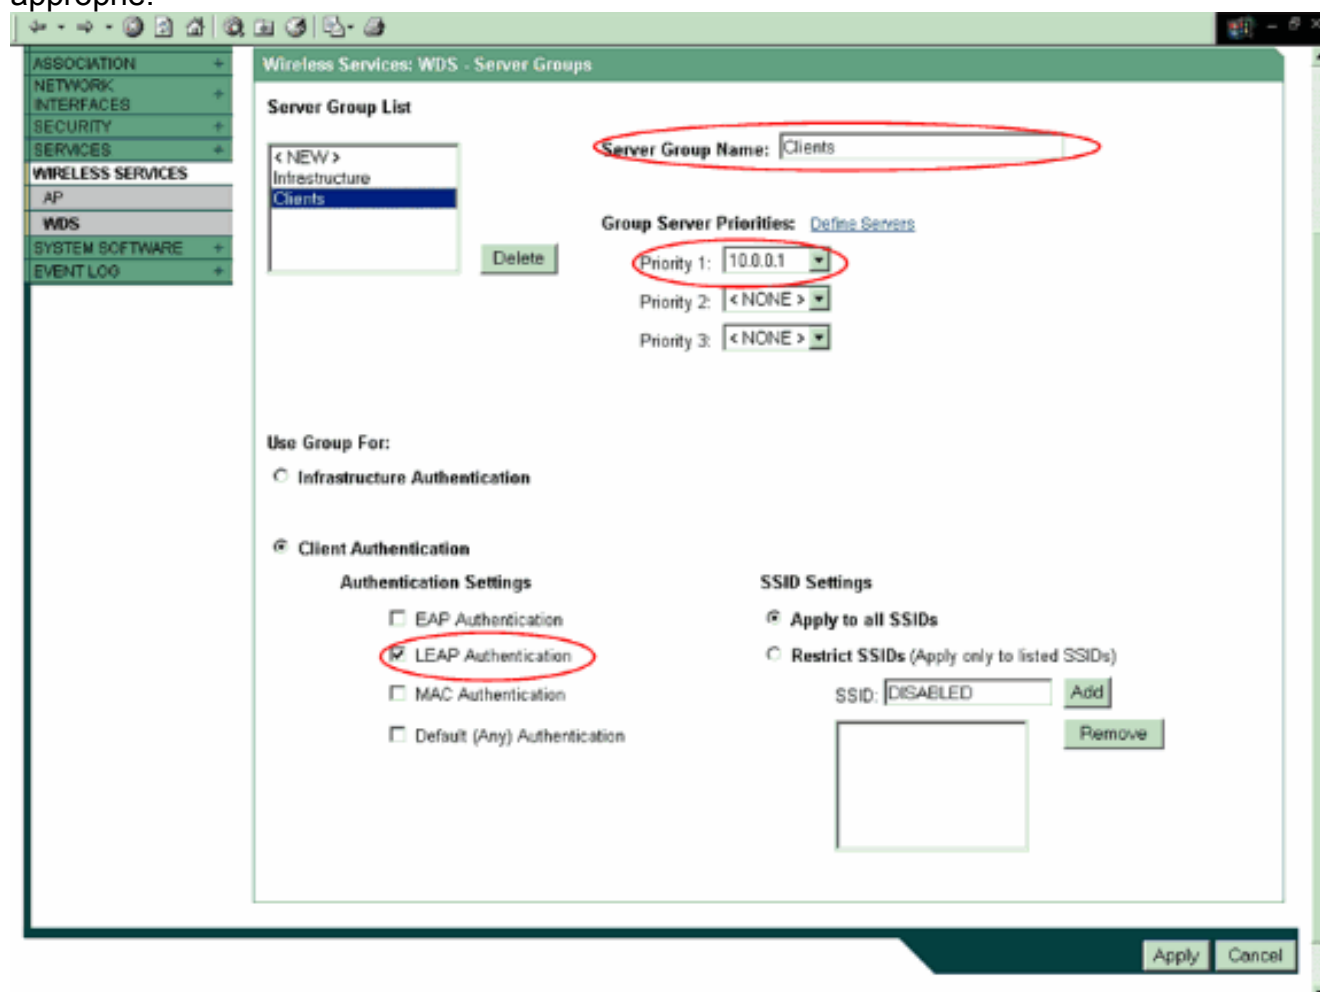 approprié.
ASSOCIATION +
NETWORK
INTERFACES +
SECURITY +
SERVICES +
WIRELESS SERVICES
AP
WDS
SYSTEM SOFTWARE +
EVENT LOG +
Wireless Services: WDS - Server Groups
Server Group List
< NEW >
Infrastructure
Clients
Delete
Server Group Name: Clients
Group Server Priorities: Define Servers
Priority 1: 10.0.0.1
Priority 2: < NONE >
Priority 3: < NONE >
Use Group For:
Infrastructure Authentication
Client Authentication
Authentication Settings
EAP Authentication
LEAP Authentication
MAC Authentication
Default (Any) Authentication
SSID Settings
Apply to all SSIDs
Restrict SSIDs (Apply only to listed SSIDs)
SSID: DISABLED Add
Remove
Apply Cancel